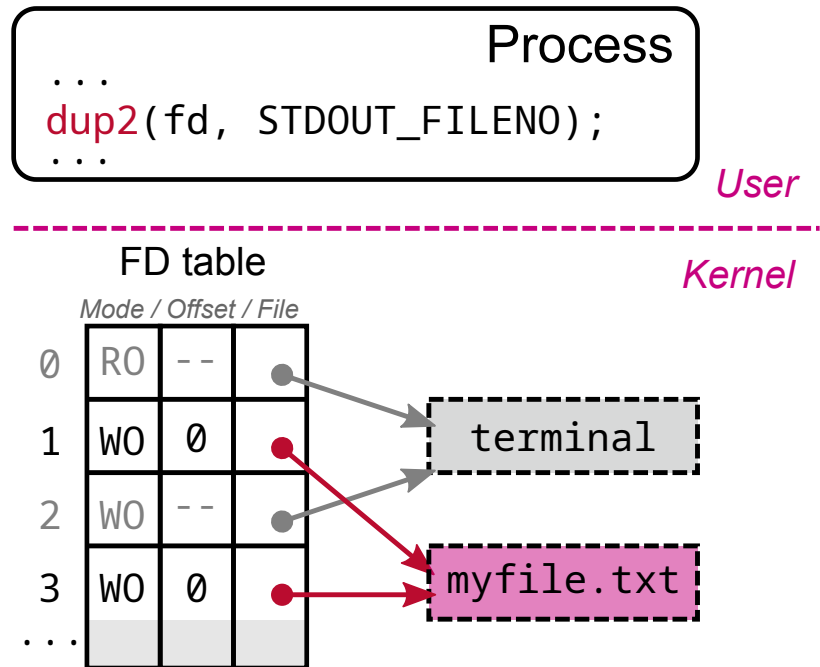 Process
...
dup2(fd, STDOUT_FILENO);
...
User
FD table
Kernel
Mode / Offset / File
0 RO --
terminal
1 WO 0
2 WO --
myfile.txt
3 WO 0
...